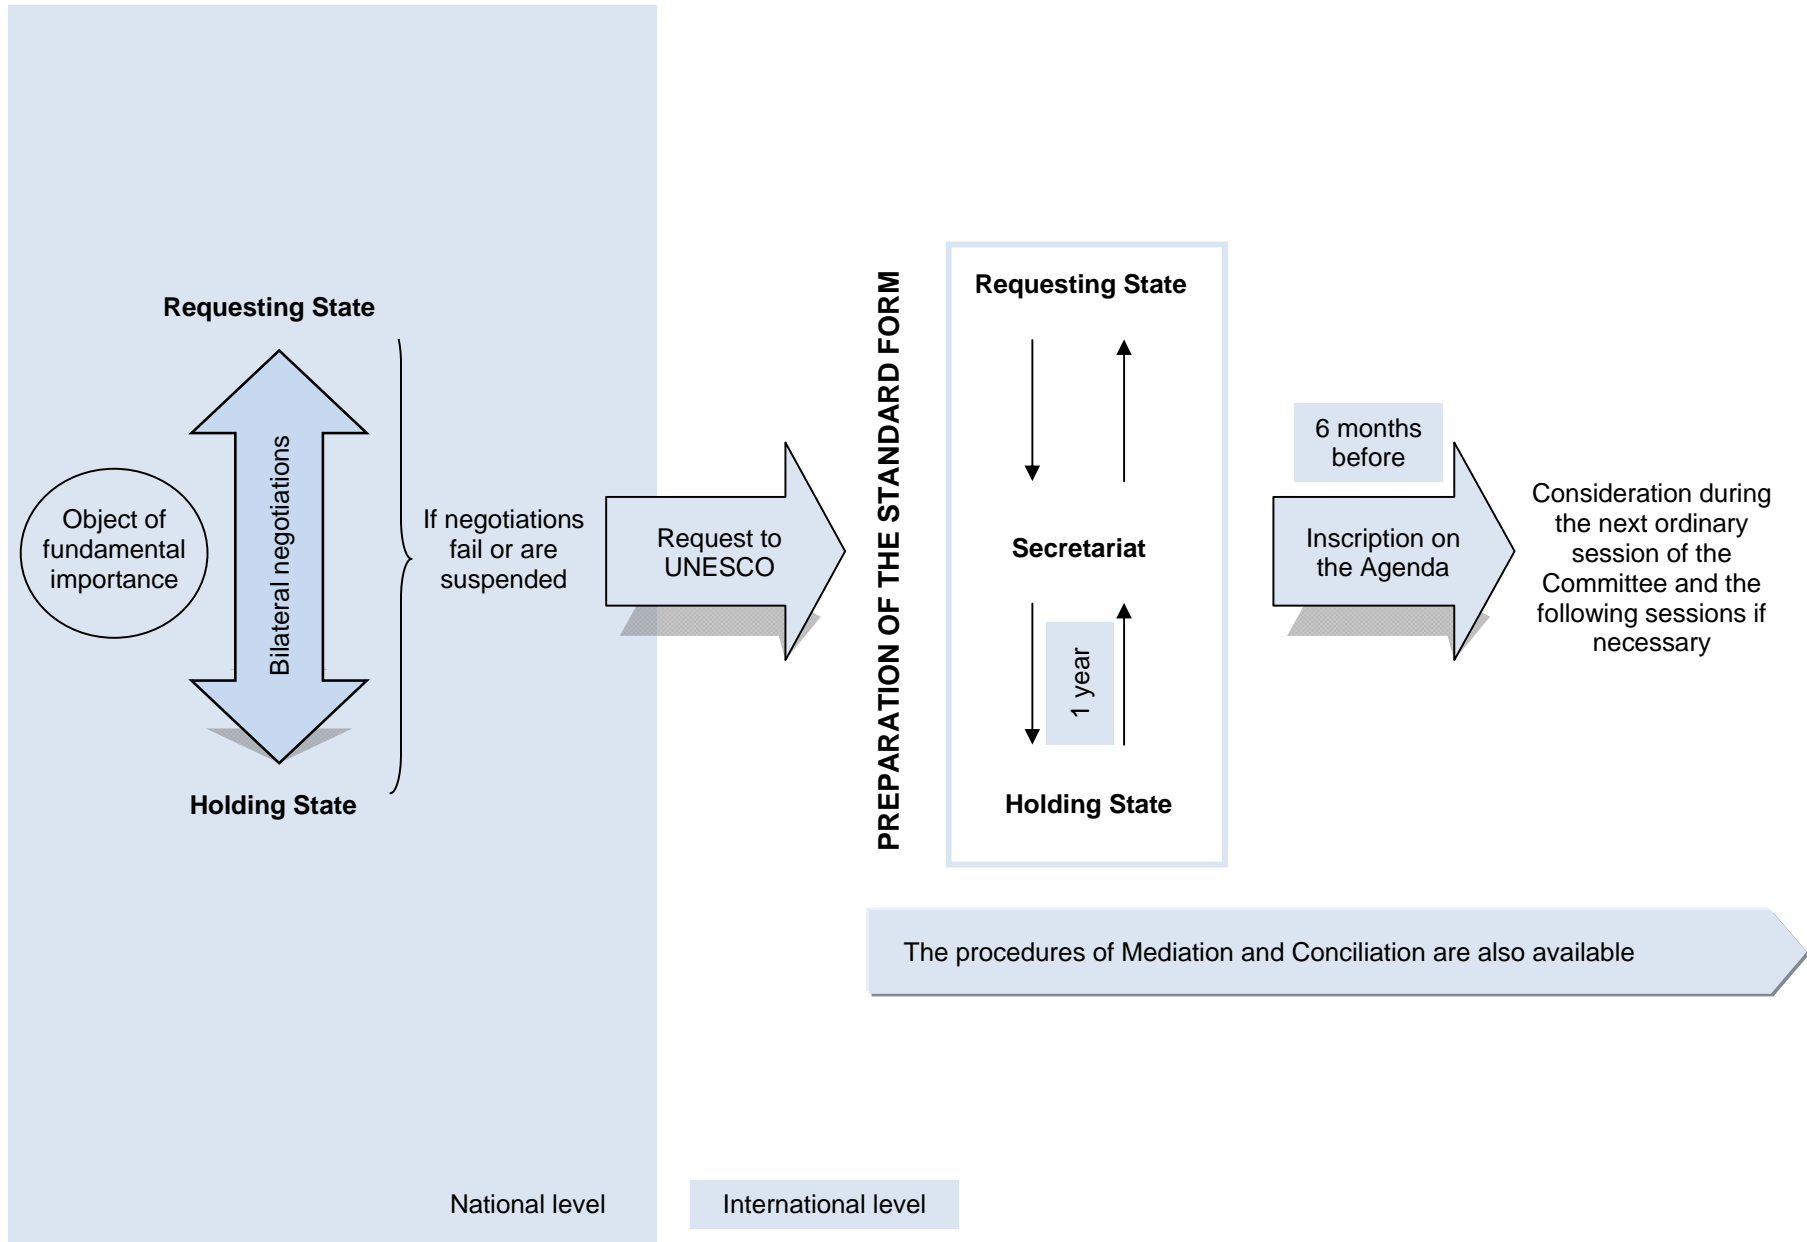 Requesting State
Object of
fundamental
importance
Bilateral negotiations
Holding State
If negotiations
fail or are
suspended
Request to
UNESCO
PREPARATION OF THE STANDARD FORM
Requesting State
Secretariat
1 year
Holding State
6 months
before
Inscription on
the Agenda
Consideration during
the next ordinary
session of the
Committee and the
following sessions if
necessary
The procedures of Mediation and Conciliation are also available
National level
International level